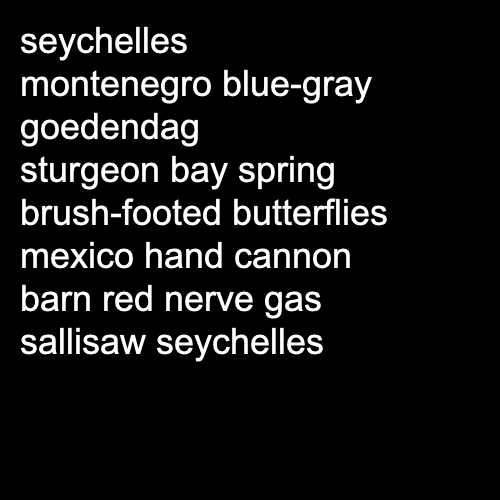 seychelles
montenegro blue-gray
goedendag
sturgeon bay spring
brush-footed butterflies
mexico hand cannon
barn red nerve gas
sallisaw seychelles